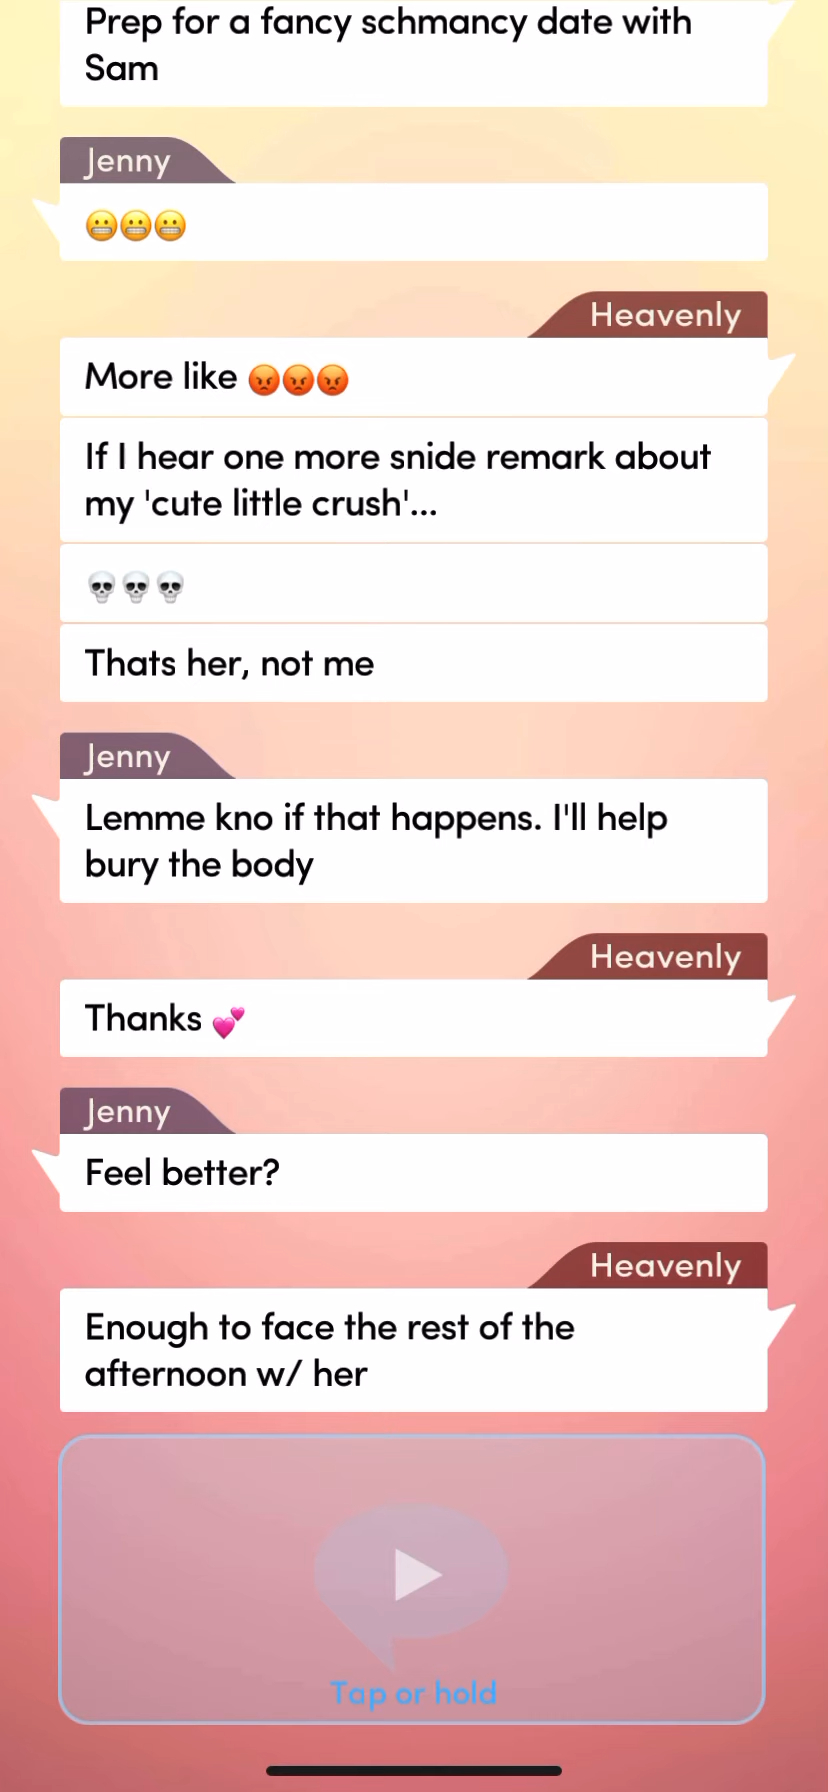 Prep for a fancy schmancy date with
Sam
Jenny
😬😬😬
Heavenly
More like 😡😡😡
If I hear one more snide remark about
my 'cute little crush'...
💀💀💀
Thats her, not me
Jenny
Lemme kno if that happens. I'll help
bury the body
Heavenly
Thanks 💕
Jenny
Feel better?
Heavenly
Enough to face the rest of the
afternoon w/ her
Tap or hold